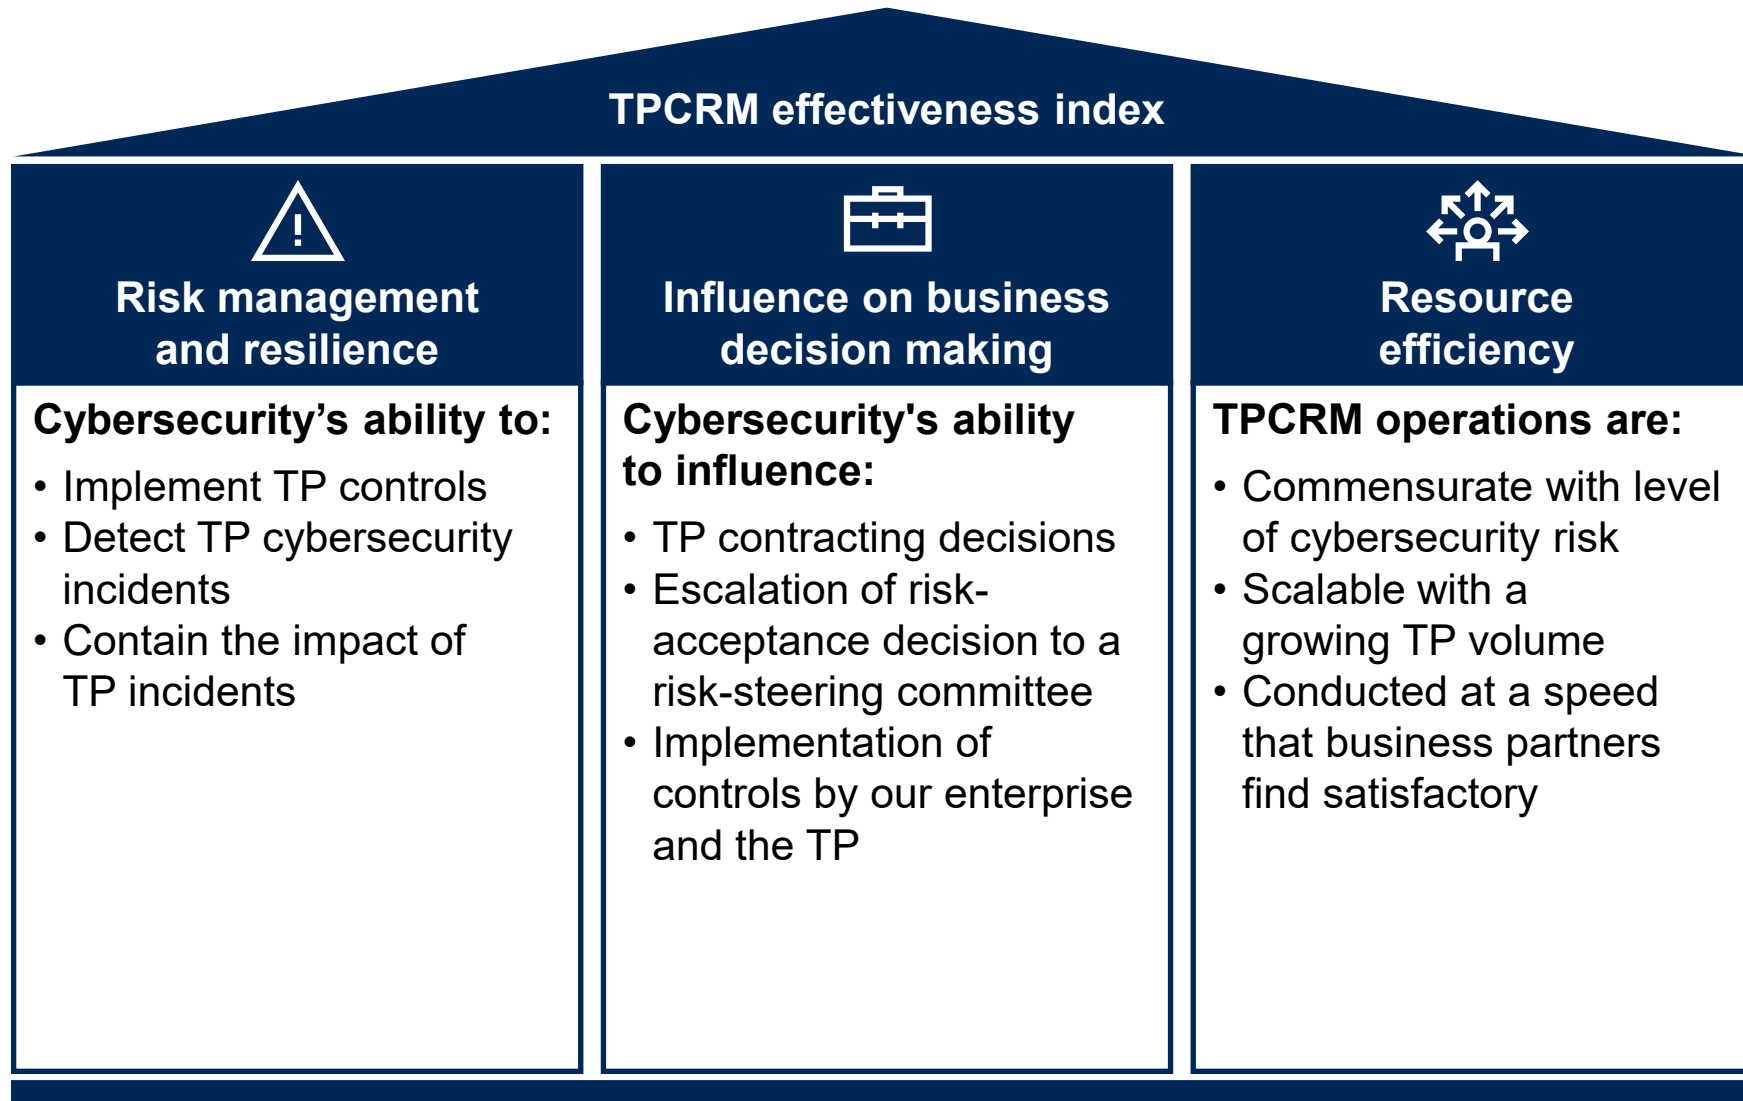 TPCRM effectiveness index
Risk management
and resilience
Cybersecurity’s ability to:
• Implement TP controls
• Detect TP cybersecurity
incidents
• Contain the impact of
TP incidents
Influence on business
decision making
Cybersecurity's ability
to influence:
• TP contracting decisions
• Escalation of risk-
acceptance decision to a
risk-steering committee
• Implementation of
controls by our enterprise
and the TP
Resource
efficiency
TPCRM operations are:
• Commensurate with level
of cybersecurity risk
• Scalable with a
growing TP volume
• Conducted at a speed
that business partners
find satisfactory